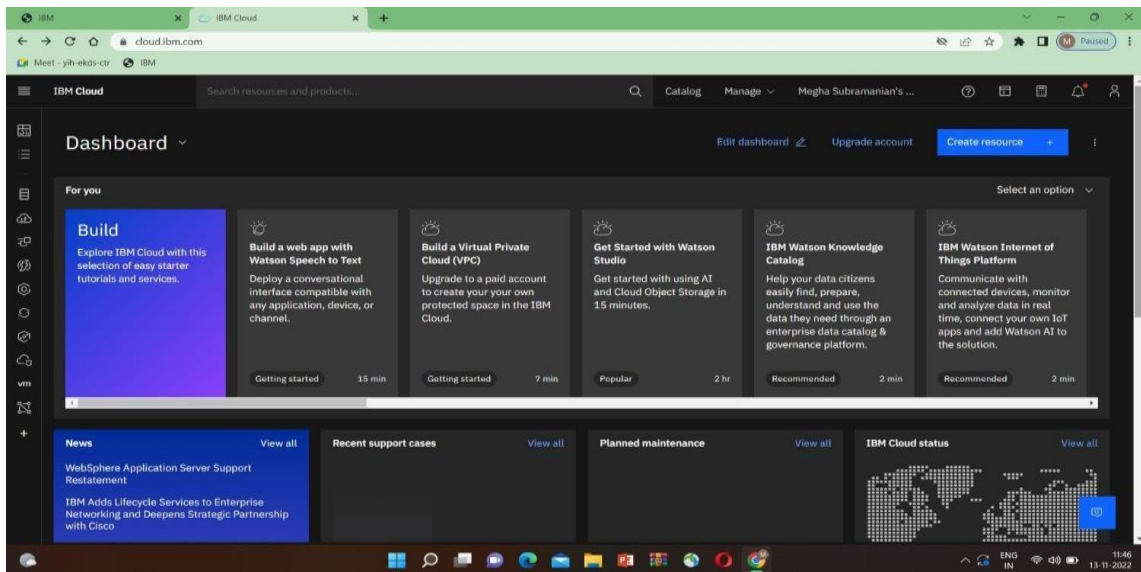 IBM
IBM Cloud
cloud.ibm.com
M
Paused
Meet - yih-ekds-ctr
IBM
IBM Cloud
Search resources and products...
Catalog
Manage
Megha Subramanian's ...
Dashboard
Edit dashboard
Upgrade account
Create resource +
For you
Select an option
Build
Explore IBM Cloud with this
selection of easy starter
tutorials and services.
Build a web app with
Watson Speech to Text
Deploy a conversational
interface compatible with
any application, device, or
channel.
Getting started
15 min
Build a Virtual Private
Cloud (VPC)
Upgrade to a paid account
to create your your own
protected space in the IBM
Cloud.
Getting started
7 min
Get Started with Watson
Studio
Get started with using AI
and Cloud Object Storage in
15 minutes.
Popular
2 hr
IBM Watson Knowledge
Catalog
Help your data citizens
easily find, prepare,
understand and use the
data they need through an
enterprise data catalog &
governance platform.
Recommended
2 min
IBM Watson Internet of
Things Platform
Communicate with
connected devices, monitor
and analyze data in real
time, connect your own IoT
apps and add Watson AI to
the solution.
Recommended
2 min
vm
News
View all
WebSphere Application Server Support
Restatement
IBM Adds Lifecycle Services to Enterprise
Networking and Deepens Strategic Partnership
with Cisco
Recent support cases
View all
Planned maintenance
View all
IBM Cloud status
View all
ENG
IN
11:46
13-11-2022